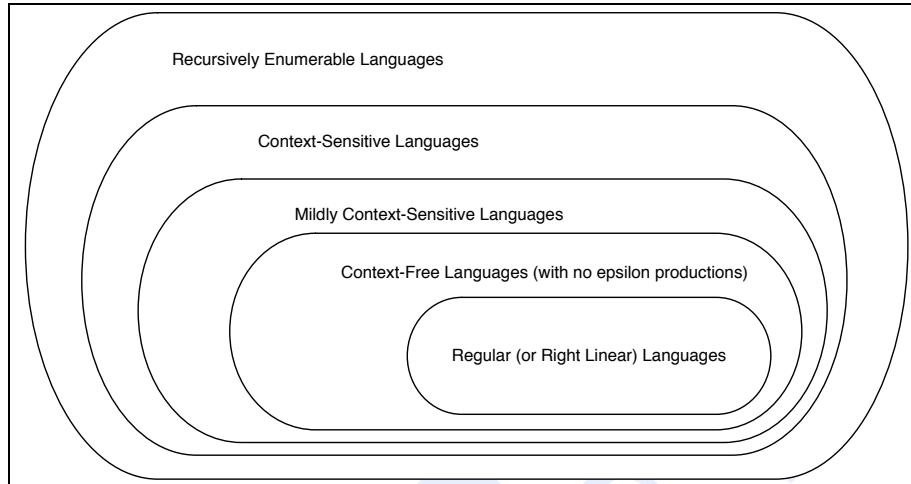 Recursively Enumerable Languages
Context-Sensitive Languages
Mildly Context-Sensitive Languages
Context-Free Languages (with no epsilon productions)
Regular (or Right Linear) Languages